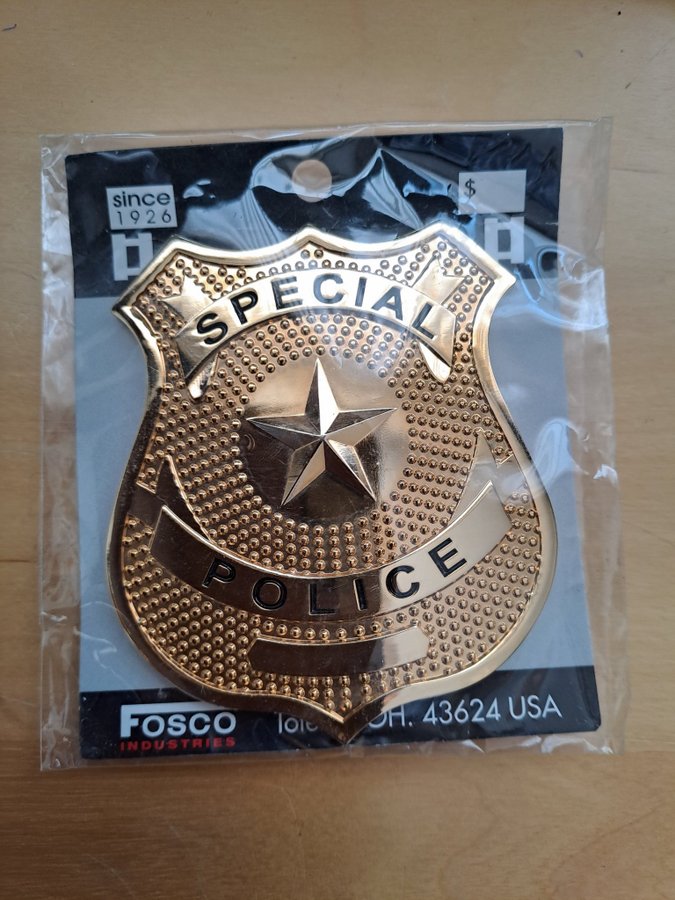 since
1926
$
SPECIAL
POLICE
FOSCO
INDUSTRIES
OH. 43624 USA